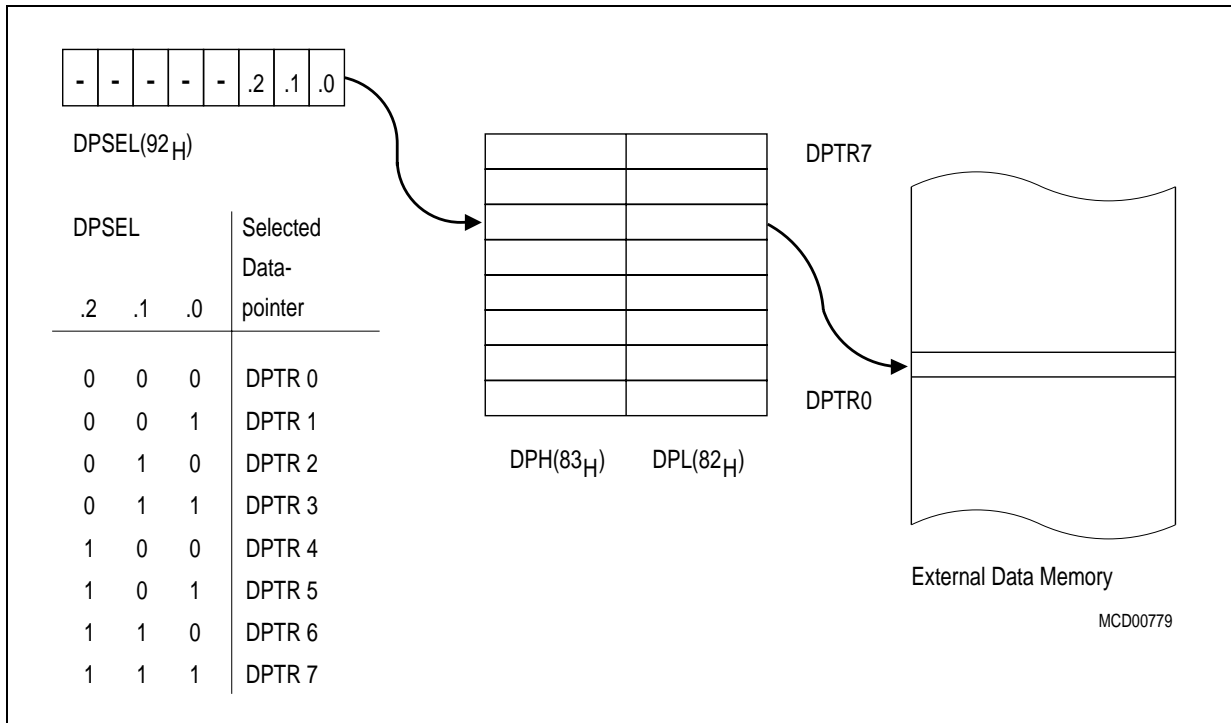 - - - - - .2 .1 .0
DPSEL(92H)
DPSEL Selected
Data-
.2 .1 .0 pointer
0 0 0 DPTR 0
0 0 1 DPTR 1
0 1 0 DPTR 2
0 1 1 DPTR 3
1 0 0 DPTR 4
1 0 1 DPTR 5
1 1 0 DPTR 6
1 1 1 DPTR 7
DPTR7
DPTR0
DPH(83H) DPL(82H)
External Data Memory
MCD00779